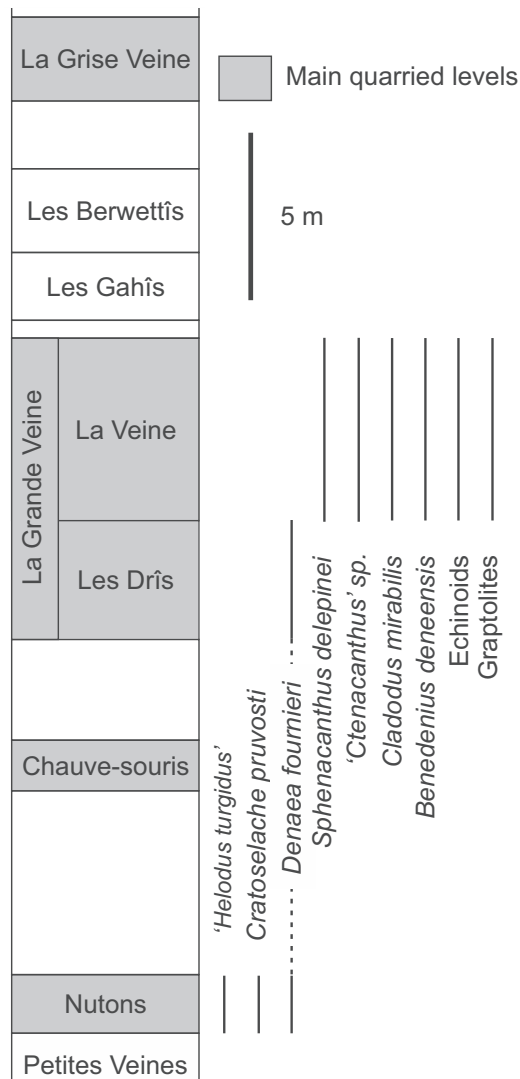 La Grise Veine
Main quarried levels
Les Berwettîs
5 m
Les Gahîs
La Grande Veine
La Veine
Les Drîs
Chauve-souris
Nutons
Petites Veines
‘Helodus turgidus’
Cratoselache pruvosti
Denaea fournieri
Sphenacanthus delepinei
‘Ctenacanthus’ sp.
Cladodus mirabilis
Benedenius deneensis
Echinoids
Graptolites